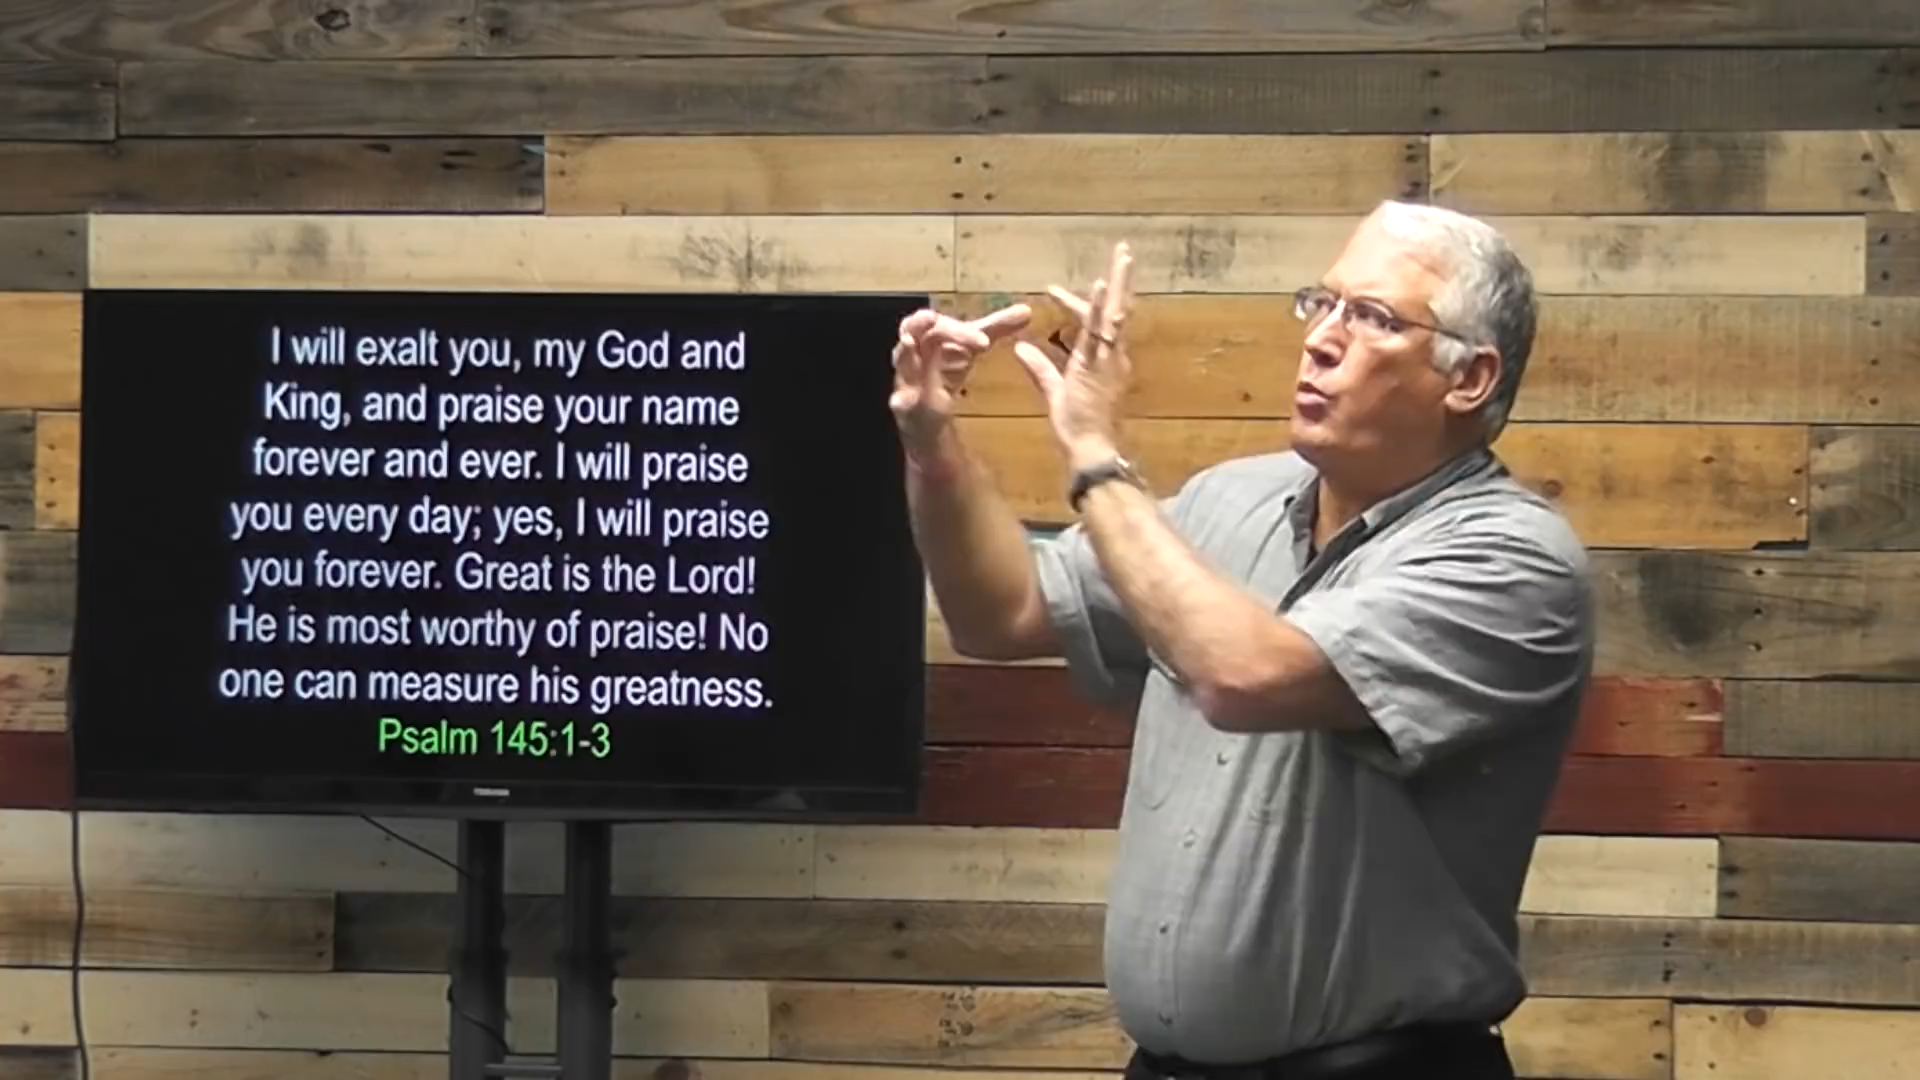 I will exalt you, my God and
King, and praise your name
forever and ever. I will praise
you every day; yes, I will praise
you forever. Great is the Lord!
He is most worthy of praise! No
one can measure his greatness.
Psalm 145:1-3
TOSHIBA